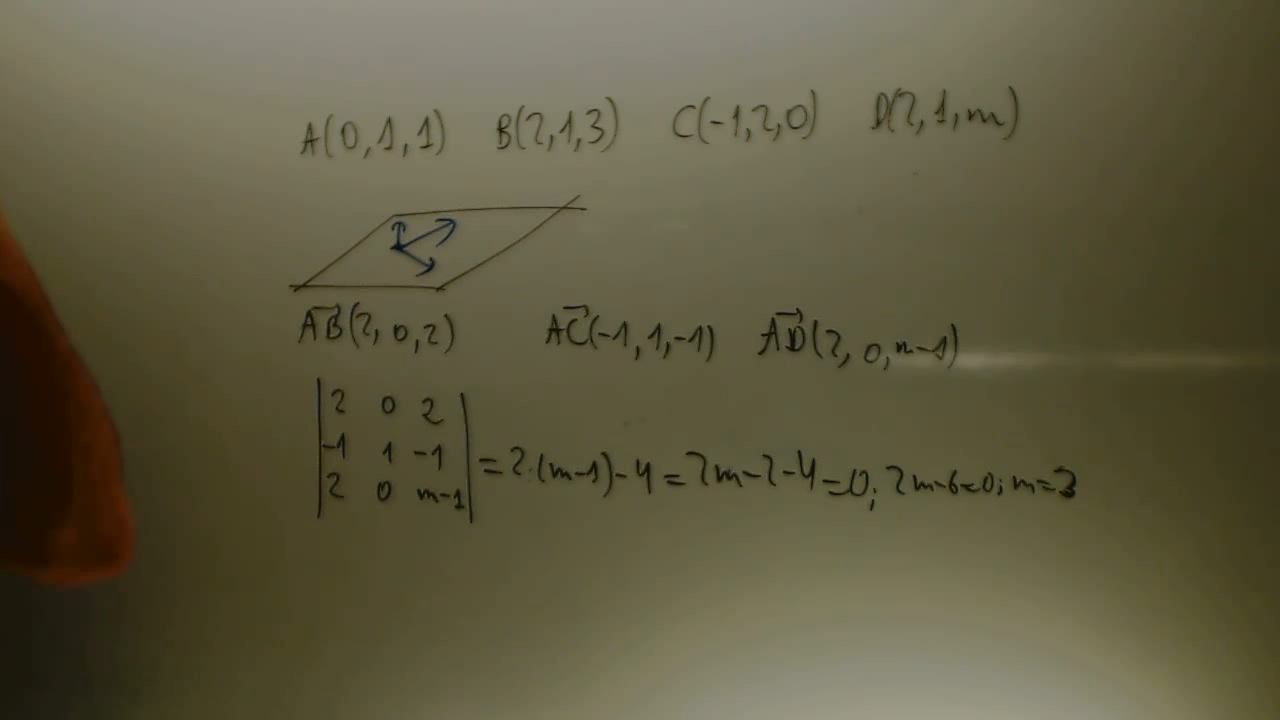 A(0,1,1) B(2,1,3) C(-1,2,0) D(2,1,m)
AB→(2,0,2) AC→(-1,1,-1) AD→(2,0,m-1)
|2 0 2|
|-1 1 -1| =2·(m-1)-4=2m-2-4=0; 2m-6=0; m=3
|2 0 m-1|